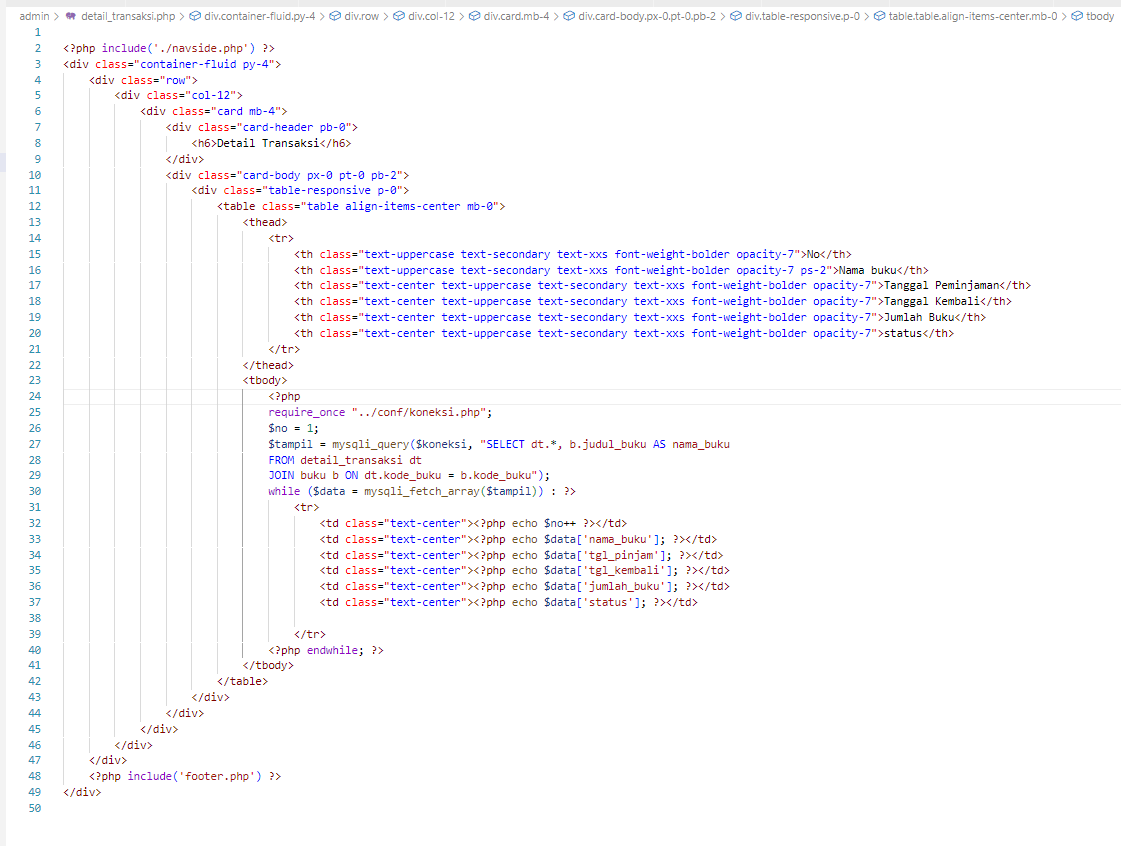 admin > detail_transaksi.php > div.container-fluid.py-4 > div.row > div.col-12 > div.card.mb-4 > div.card-body.px-0.pt-0.pb-2 > div.table-responsive.p-0 > table.table.align-items-center.mb-0 > tbody
1
2 <?php include('./navside.php') ?>
3 <div class="container-fluid py-4">
4 <div class="row">
5 <div class="col-12">
6 <div class="card mb-4">
7 <div class="card-header pb-0">
8 <h6>Detail Transaksi</h6>
9 </div>
10 <div class="card-body px-0 pt-0 pb-2">
11 <div class="table-responsive p-0">
12 <table class="table align-items-center mb-0">
13 <thead>
14 <tr>
15 <th class="text-uppercase text-secondary text-xxs font-weight-bolder opacity-7">No</th>
16 <th class="text-uppercase text-secondary text-xxs font-weight-bolder opacity-7 ps-2">Nama buku</th>
17 <th class="text-center text-uppercase text-secondary text-xxs font-weight-bolder opacity-7">Tanggal Peminjaman</th>
18 <th class="text-center text-uppercase text-secondary text-xxs font-weight-bolder opacity-7">Tanggal Kembali</th>
19 <th class="text-center text-uppercase text-secondary text-xxs font-weight-bolder opacity-7">Jumlah Buku</th>
20 <th class="text-center text-uppercase text-secondary text-xxs font-weight-bolder opacity-7">status</th>
21 </tr>
22 </thead>
23 <tbody>
24 <?php
25 require_once "../conf/koneksi.php";
26 $no = 1;
27 $tampil = mysqli_query($koneksi, "SELECT dt.*, b.judul_buku AS nama_buku
28 FROM detail_transaksi dt
29 JOIN buku b ON dt.kode_buku = b.kode_buku");
30 while ($data = mysqli_fetch_array($tampil)) : ?>
31 <tr>
32 <td class="text-center"><?php echo $no++ ?></td>
33 <td class="text-center"><?php echo $data['nama_buku']; ?></td>
34 <td class="text-center"><?php echo $data['tgl_pinjam']; ?></td>
35 <td class="text-center"><?php echo $data['tgl_kembali']; ?></td>
36 <td class="text-center"><?php echo $data['jumlah_buku']; ?></td>
37 <td class="text-center"><?php echo $data['status']; ?></td>
38
39 </tr>
40 <?php endwhile; ?>
41 </tbody>
42 </table>
43 </div>
44 </div>
45 </div>
46 </div>
47 </div>
48 <?php include('footer.php') ?>
49 </div>
50